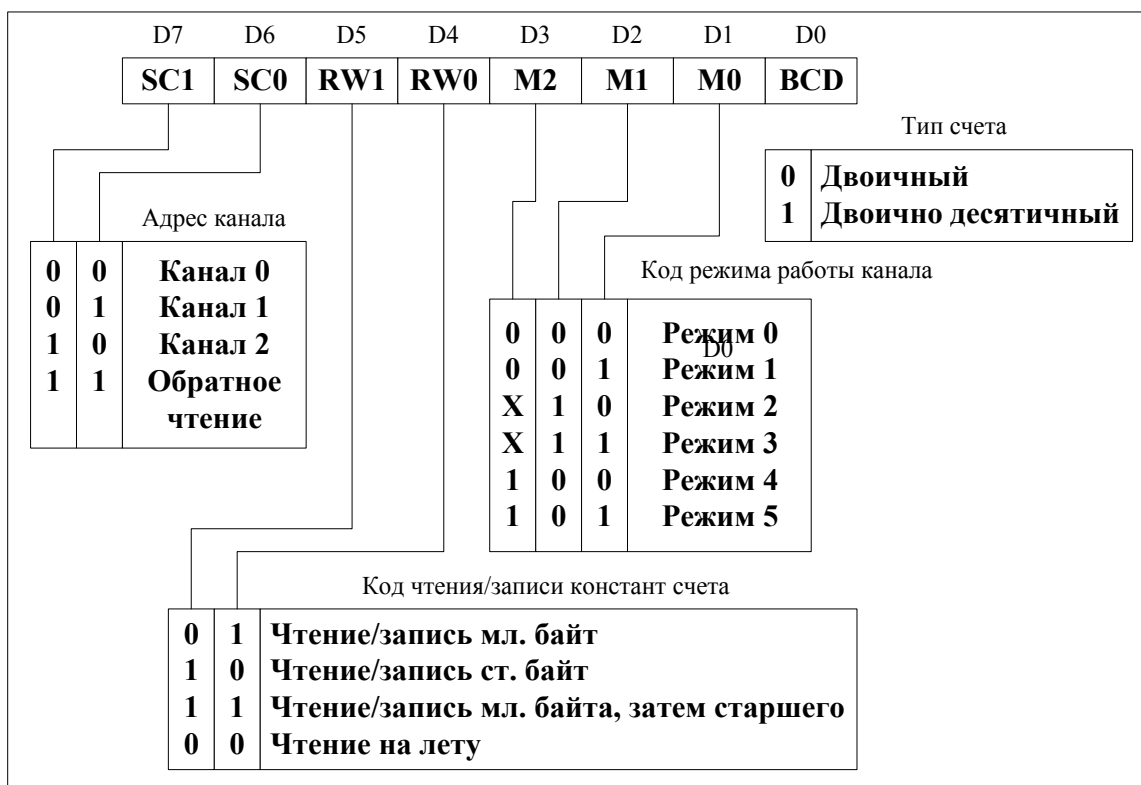 D7 D6 D5 D4 D3 D2 D1 D0
SC1 SC0 RW1 RW0 M2 M1 M0 BCD
Тип счета
0 Двоичный
1 Двоично десятичный
Адрес канала
0 0 Канал 0
0 1 Канал 1
1 0 Канал 2
1 1 Обратное
чтение
Код режима работы канала
0 0 0 Режим 0
D0
0 0 1 Режим 1
X 1 0 Режим 2
X 1 1 Режим 3
1 0 0 Режим 4
1 0 1 Режим 5
Код чтения/записи констант счета
0 1 Чтение/запись мл. байт
1 0 Чтение/запись ст. байт
1 1 Чтение/запись мл. байта, затем старшего
0 0 Чтение на лету